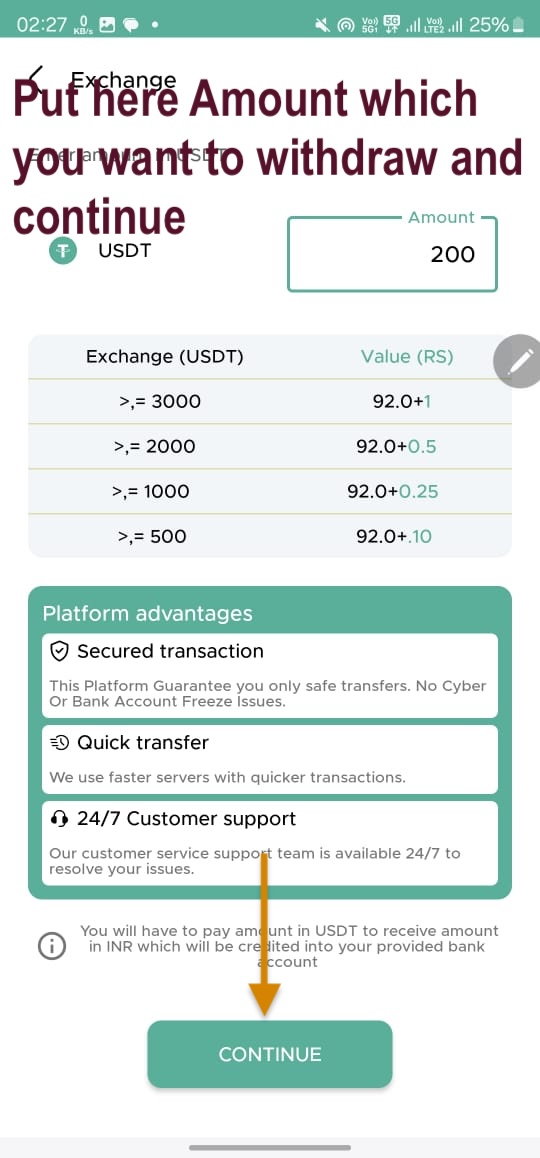 02:27 0 KB/s Vo)) 5G1 5G Vo)) LTE2 25%
Exchange
Put here Amount which
Enter amount in USDT
you want to withdraw and
continue
Amount
USDT 200
Exchange (USDT) Value (RS)
>,= 3000 92.0+1
>,= 2000 92.0+0.5
>,= 1000 92.0+0.25
>,= 500 92.0+.10
Platform advantages
Secured transaction
This Platform Guarantee you only safe transfers. No Cyber
Or Bank Account Freeze Issues.
Quick transfer
We use faster servers with quicker transactions.
24/7 Customer support
Our customer service support team is available 24/7 to
resolve your issues.
You will have to pay amount in USDT to receive amount
in INR which will be credited into your provided bank
account
CONTINUE